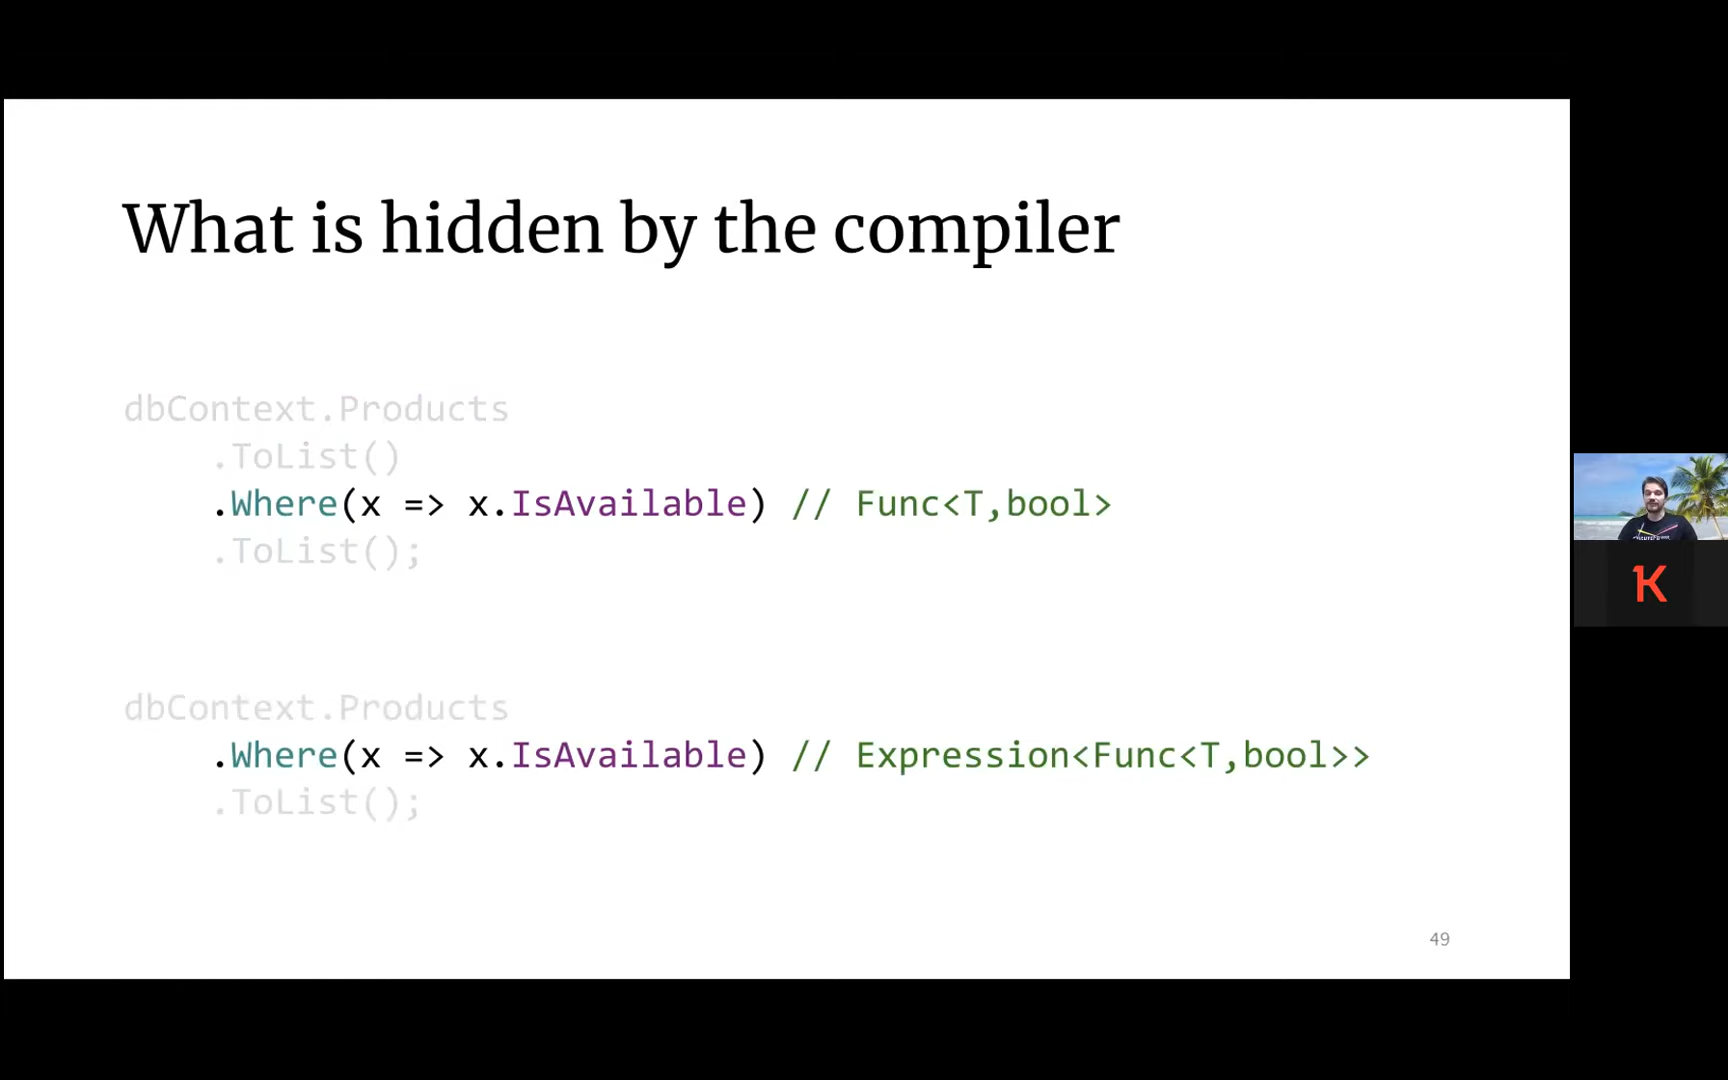 What is hidden by the compiler
dbContext.Products
.ToList()
.Where(x => x.IsAvailable) // Func<T,bool>
.ToList();
dbContext.Products
.Where(x => x.IsAvailable) // Expression<Func<T,bool>>
.ToList();
49
K